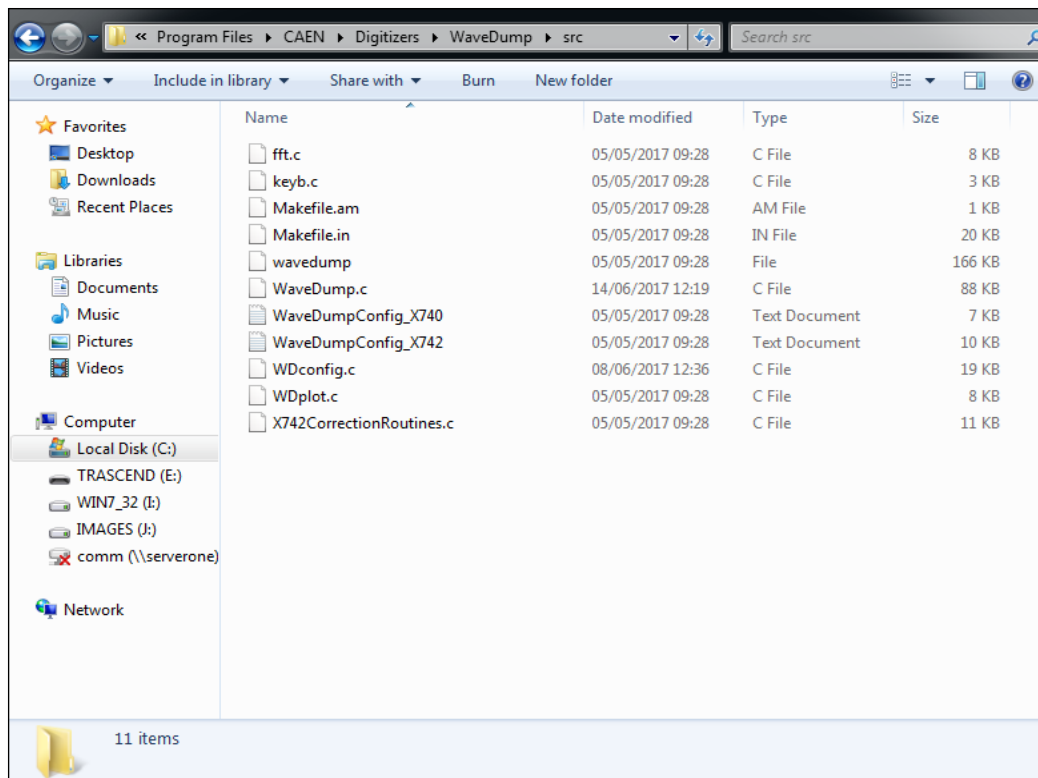 « Program Files ▸ CAEN ▸ Digitizers ▸ WaveDump ▸ src Search src
Organize Include in library Share with Burn New folder
Favorites
Desktop
Downloads
Recent Places
Libraries
Documents
Music
Pictures
Videos
Computer
Local Disk (C:)
TRASCEND (E:)
WIN7_32 (I:)
IMAGES (J:)
comm (\\serverone)
Network
Name Date modified Type Size
fft.c 05/05/2017 09:28 C File 8 KB
keyb.c 05/05/2017 09:28 C File 3 KB
Makefile.am 05/05/2017 09:28 AM File 1 KB
Makefile.in 05/05/2017 09:28 IN File 20 KB
wavedump 05/05/2017 09:28 File 166 KB
WaveDump.c 14/06/2017 12:19 C File 88 KB
WaveDumpConfig_X740 05/05/2017 09:28 Text Document 7 KB
WaveDumpConfig_X742 05/05/2017 09:28 Text Document 10 KB
WDconfig.c 08/06/2017 12:36 C File 19 KB
WDplot.c 05/05/2017 09:28 C File 8 KB
X742CorrectionRoutines.c 05/05/2017 09:28 C File 11 KB
11 items